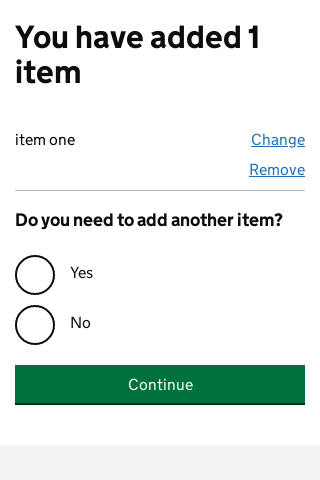 You have added 1
item
item one
Change
Remove
Do you need to add another item?
Yes
No
Continue